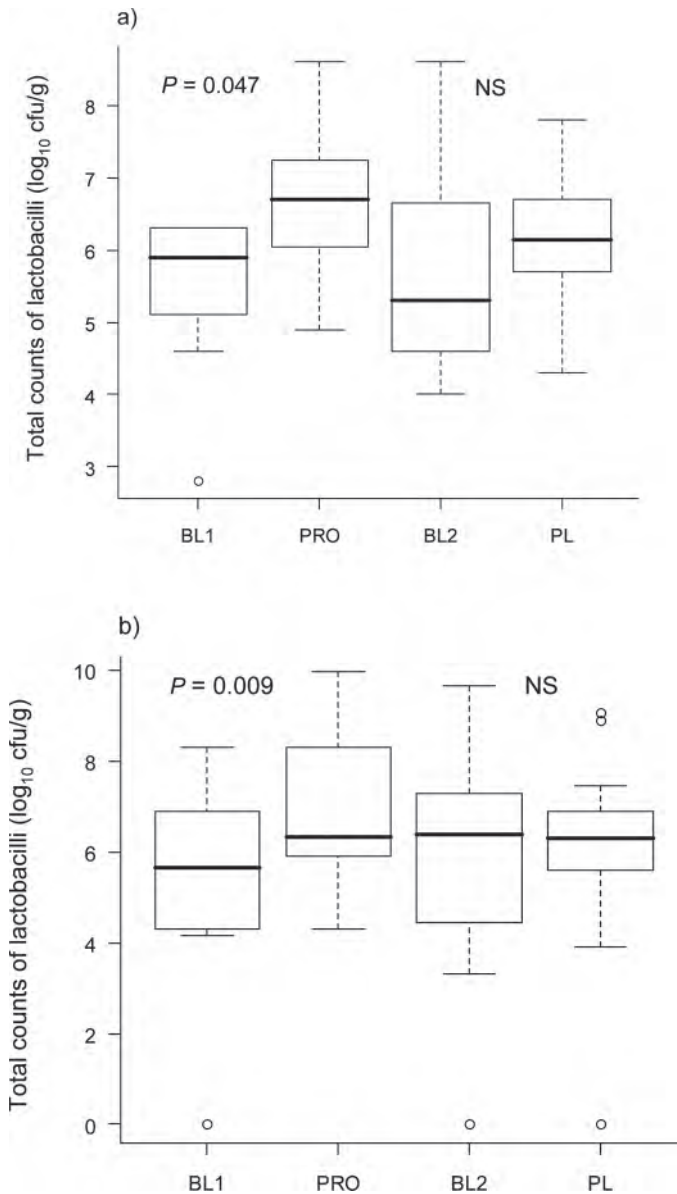 a)
P = 0.047
NS
Total counts of lactobacilli (log₁₀ cfu/g)
8
7
6
5
4
3
BL1 PRO BL2 PL
b)
P = 0.009
NS
Total counts of lactobacilli (log₁₀ cfu/g)
10
8
6
4
2
0
BL1 PRO BL2 PL